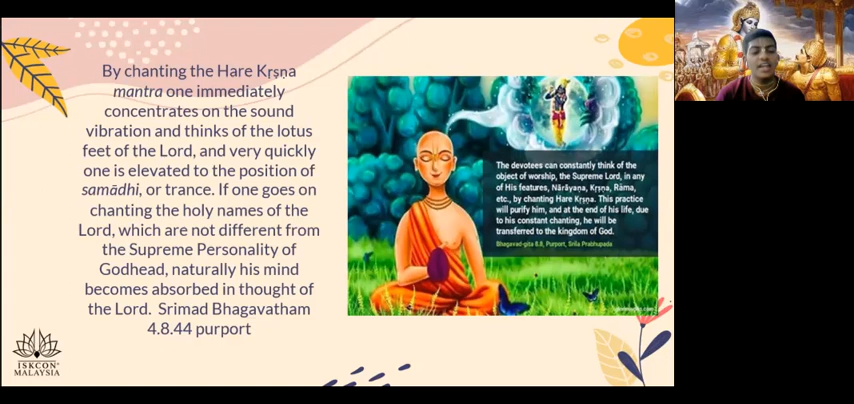 By chanting the Hare Kṛṣṇa
mantra one immediately
concentrates on the sound
vibration and thinks of the lotus
feet of the Lord, and very quickly
one is elevated to the position of
samādhi, or trance. If one goes on
chanting the holy names of the
Lord, which are not different from
the Supreme Personality of
Godhead, naturally his mind
becomes absorbed in thought of
the Lord. Srimad Bhagavatham
4.8.44 purport
The devotees can constantly think of the
object of worship, the Supreme Lord, in any
of His features, Nārāyaṇa, Kṛṣṇa, Rāma,
etc., by chanting Hare Kṛṣṇa. This practice
will purify him, and at the end of his life, due
to his constant chanting, he will be
transferred to the kingdom of God.
Bhagavad-gita 8.8, Purport, Srila Prabhupada
ISKCON
MALAYSIA